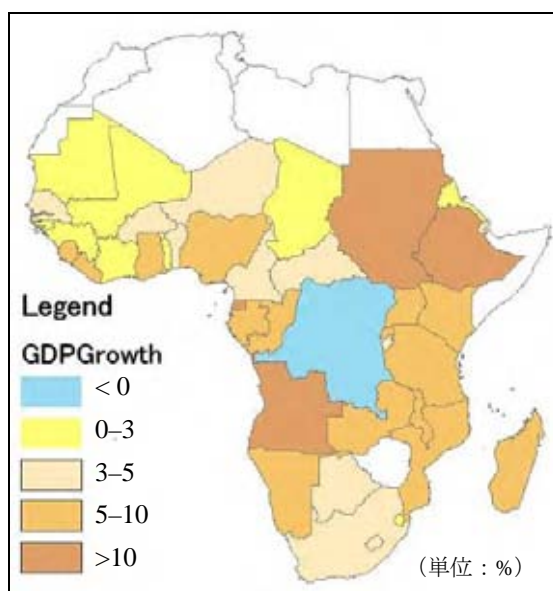 Legend
GDPGrowth
< 0
0–3
3–5
5–10
>10
（単位：%）